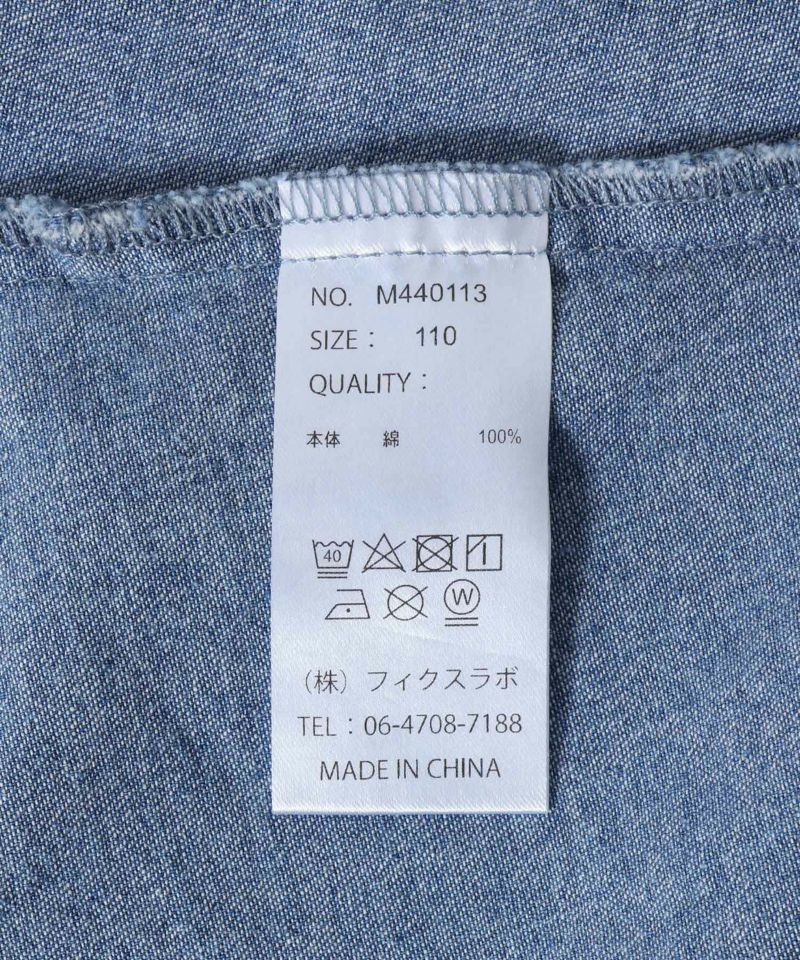 NO. M440113
SIZE： 110
QUALITY：
本体 綿 100%
40
W
（株）フィクスラボ
TEL：06-4708-7188
MADE IN CHINA